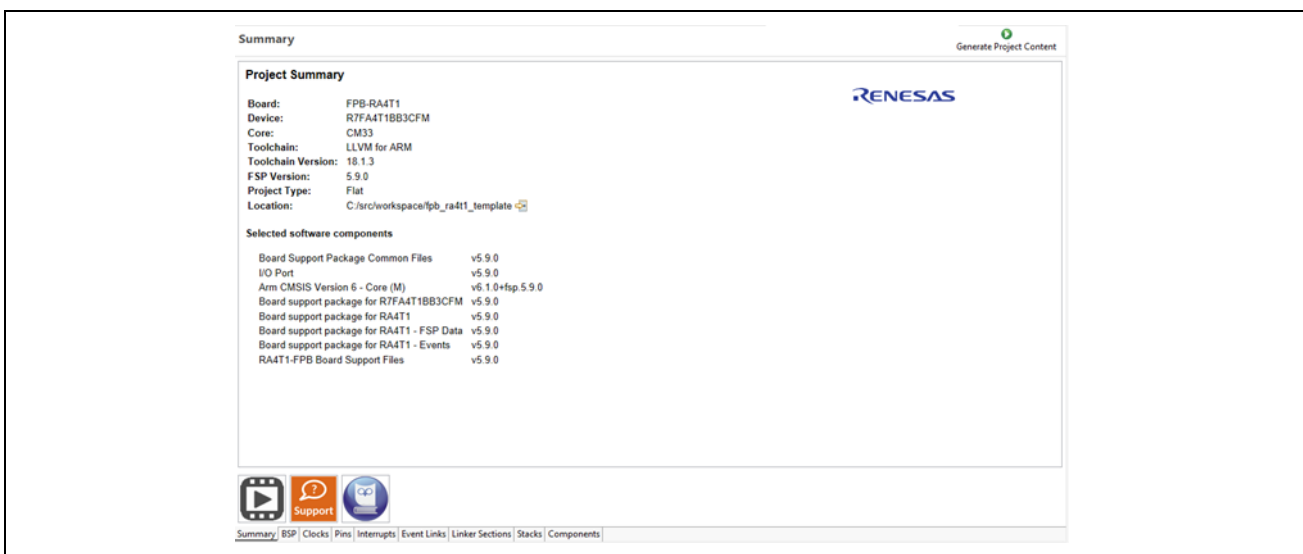 Summary
Generate Project Content
Project Summary
RENESAS
Board: FPB-RA4T1
Device: R7FA4T1BB3CFM
Core: CM33
Toolchain: LLVM for ARM
Toolchain Version: 18.1.3
FSP Version: 5.9.0
Project Type: Flat
Location: C:/src/workspace/fpb_ra4t1_template
Selected software components
Board Support Package Common Files v5.9.0
I/O Port v5.9.0
Arm CMSIS Version 6 - Core (M) v6.1.0+fsp.5.9.0
Board support package for R7FA4T1BB3CFM v5.9.0
Board support package for RA4T1 v5.9.0
Board support package for RA4T1 - FSP Data v5.9.0
Board support package for RA4T1 - Events v5.9.0
RA4T1-FPB Board Support Files v5.9.0
?
Support
Summary BSP Clocks Pins Interrupts Event Links Linker Sections Stacks Components